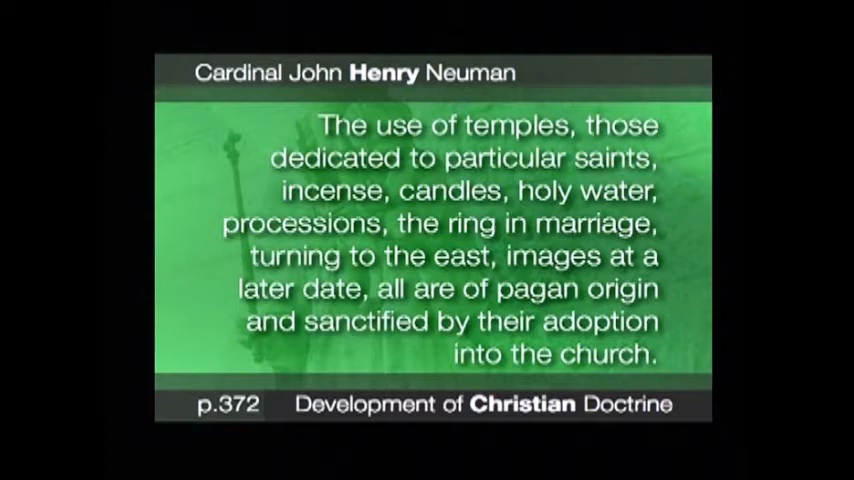 Cardinal John Henry Neuman
The use of temples, those
dedicated to particular saints,
incense, candles, holy water,
processions, the ring in marriage,
turning to the east, images at a
later date, all are of pagan origin
and sanctified by their adoption
into the church.
p.372 Development of Christian Doctrine